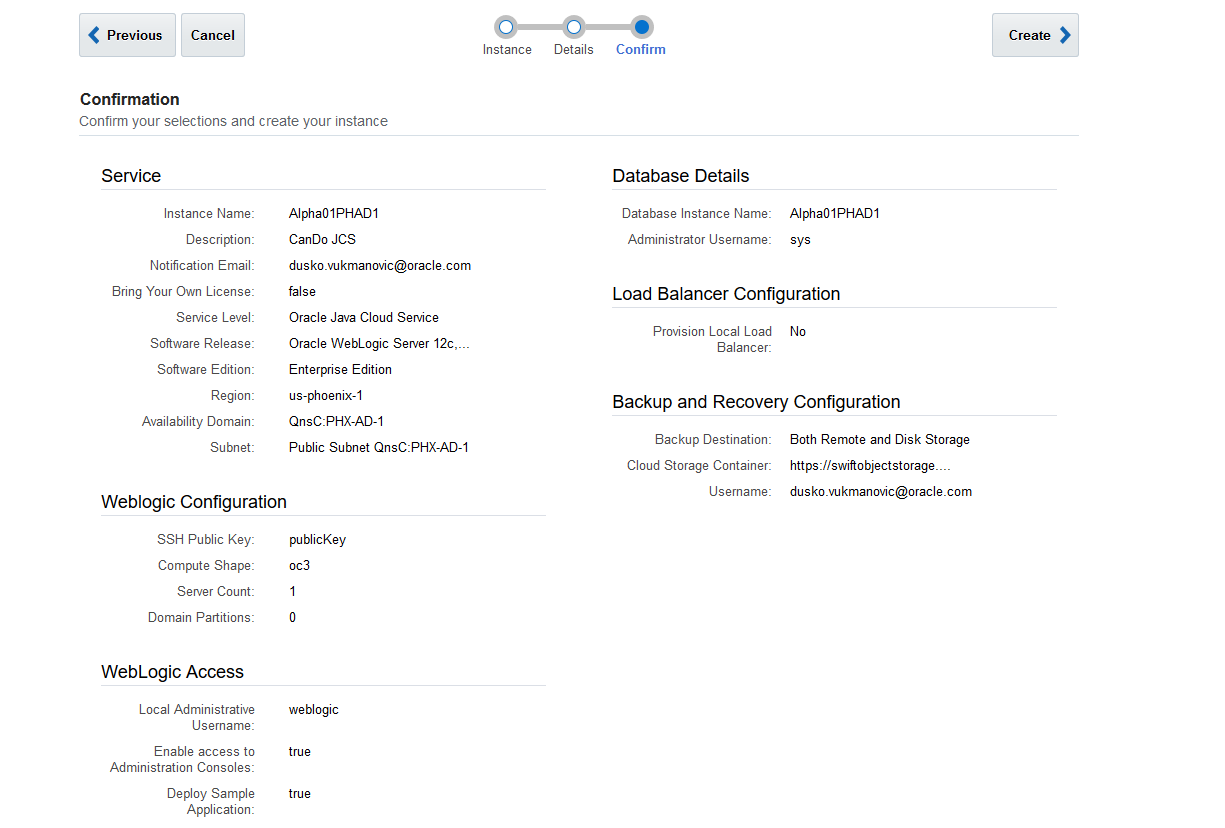 Previous
Cancel
Instance
Details
Confirm
Create
Confirmation
Confirm your selections and create your instance
Service
Instance Name: Alpha01PHAD1
Description: CanDo JCS
Notification Email: dusko.vukmanovic@oracle.com
Bring Your Own License: false
Service Level: Oracle Java Cloud Service
Software Release: Oracle WebLogic Server 12c,...
Software Edition: Enterprise Edition
Region: us-phoenix-1
Availability Domain: QnsC:PHX-AD-1
Subnet: Public Subnet QnsC:PHX-AD-1
Weblogic Configuration
SSH Public Key: publicKey
Compute Shape: oc3
Server Count: 1
Domain Partitions: 0
WebLogic Access
Local Administrative weblogic
Username:
Enable access to true
Administration Consoles:
Deploy Sample true
Application:
Database Details
Database Instance Name: Alpha01PHAD1
Administrator Username: sys
Load Balancer Configuration
Provision Local Load No
Balancer:
Backup and Recovery Configuration
Backup Destination: Both Remote and Disk Storage
Cloud Storage Container: https://swiftobjectstorage....
Username: dusko.vukmanovic@oracle.com